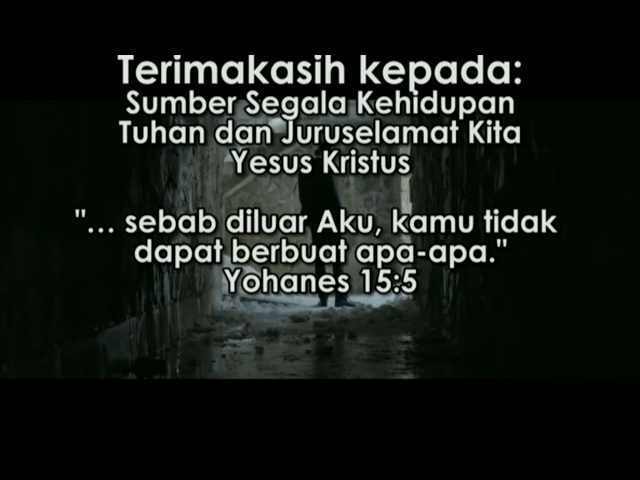 Terimakasih kepada:
Sumber Segala Kehidupan
Tuhan dan Juruselamat Kita
Yesus Kristus
"... sebab diluar Aku, kamu tidak
dapat berbuat apa-apa."
Yohanes 15:5